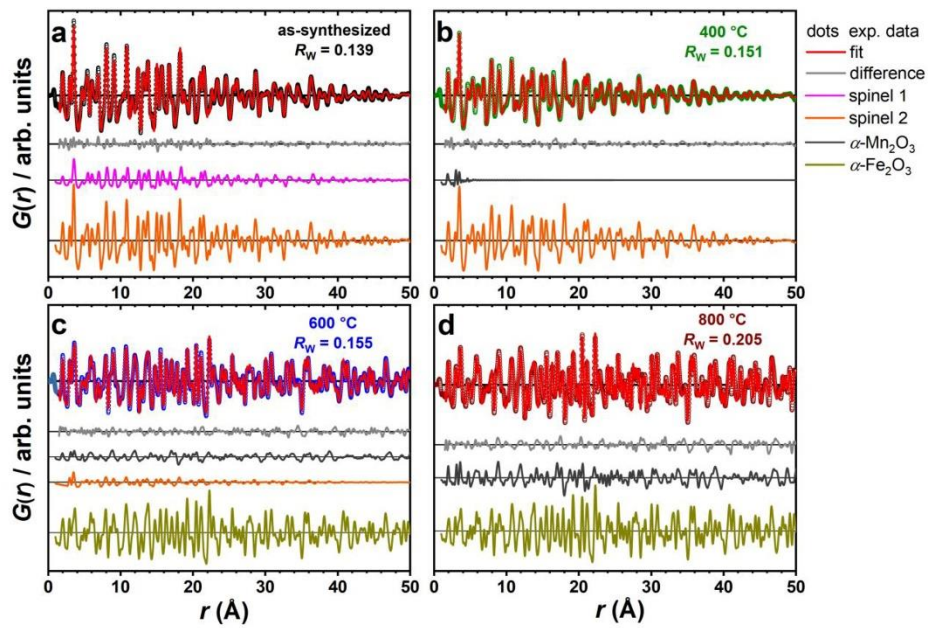 a
as-synthesized
R_W = 0.139
b
400 °C
R_W = 0.151
dots exp. data
fit
difference
spinel 1
spinel 2
α-Mn₂O₃
α-Fe₂O₃
G(r) / arb. units
0 10 20 30 40 50
0 10 20 30 40 50
c
600 °C
R_W = 0.155
d
800 °C
R_W = 0.205
G(r) / arb. units
0 10 20 30 40 50
0 10 20 30 40 50
r (Å)
r (Å)